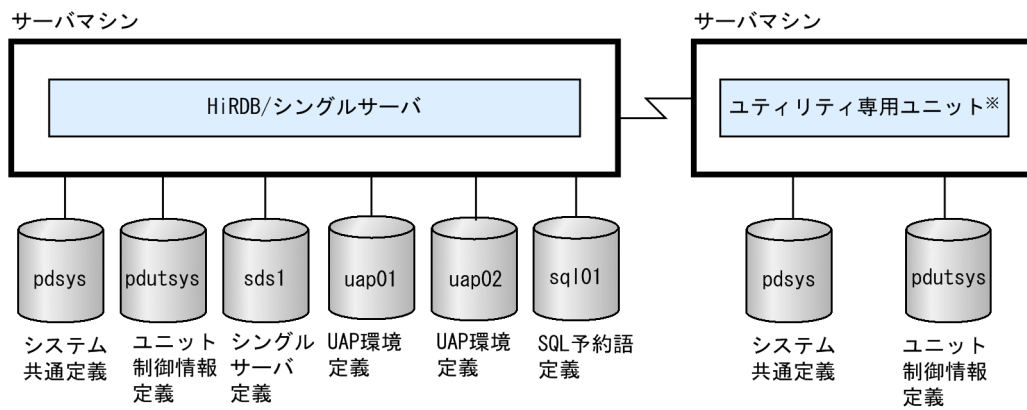 サーバマシン
サーバマシン
HiRDB/シングルサーバ
ユティリティ専用ユニット※
pdsys
pdutsys
sds1
uap01
uap02
sql01
pdsys
pdutsys
システム
共通定義
ユニット
制御情報
定義
シングル
サーバ
定義
UAP環境
定義
UAP環境
定義
SQL予約語
定義
システム
共通定義
ユニット
制御情報
定義